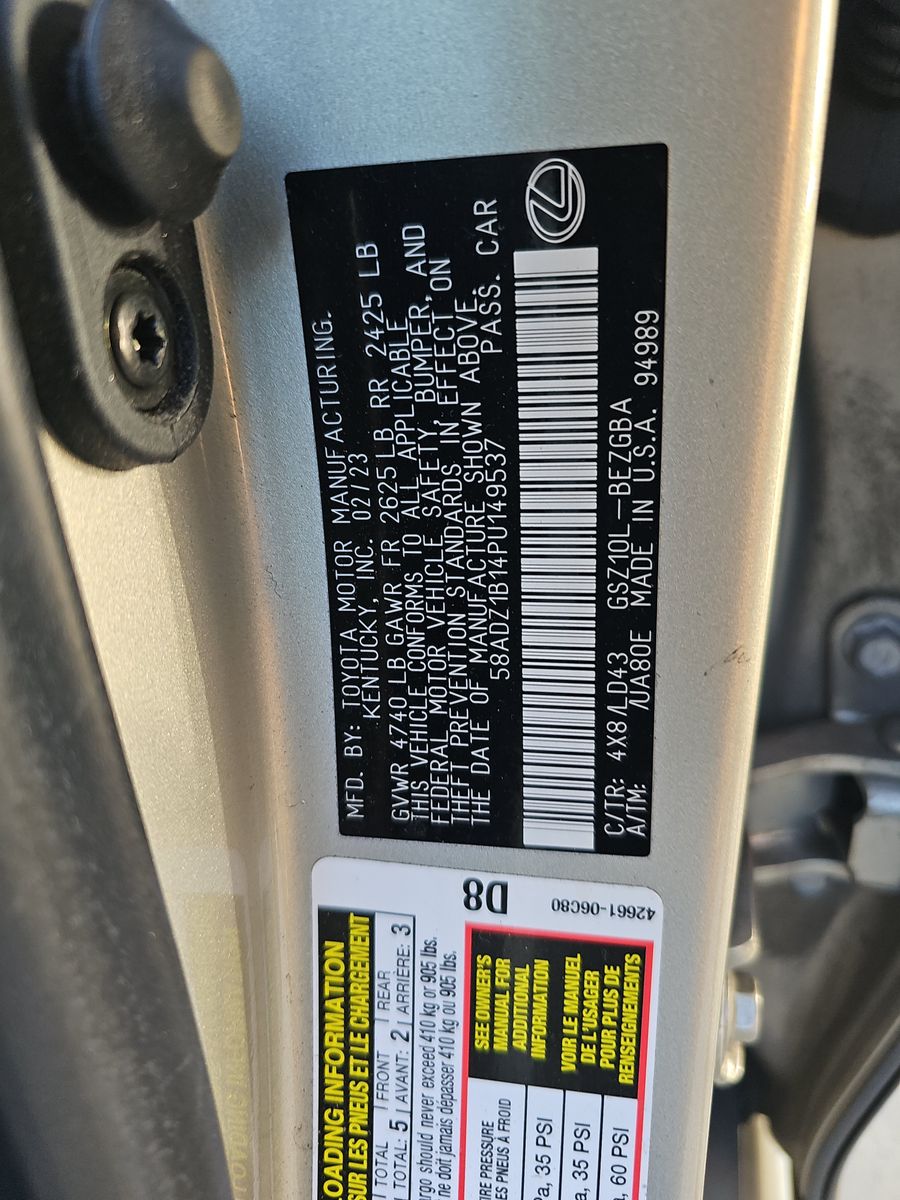 MFD. BY: TOYOTA MOTOR MANUFACTURING.
KENTUCKY, INC. 02/23
GVWR 4740 LB GAWR FR 2625 LB RR 2425 LB
THIS VEHICLE CONFORMS TO ALL APPLICABLE
FEDERAL MOTOR VEHICLE SAFETY, BUMPER, AND
THEFT PREVENTION STANDARDS IN EFFECT ON
THE DATE OF MANUFACTURE SHOWN ABOVE.
58ADZ1B14PU149537 PASS. CAR
C/TR: 4X8/LD43 GSZ10L-BEZGBA
A/TM: /UA80E MADE IN U.S.A. 94989
D8
42661-06C80
LOADING INFORMATION
SUR LES PNEUS ET LE CHARGEMENT
TOTAL FRONT REAR
TOTAL: 5 AVANT: 2 ARRIÈRE: 3
should never exceed 410 kg or 905 lbs.
ne doit jamais dépasser 410 kg ou 905 lbs.
PRESSURE
PNEUS À FROID
35 PSI
35 PSI
60 PSI
SEE OWNER'S
MANUAL FOR
ADDITIONAL
INFORMATION
VOIR LE MANUEL
DE L'USAGER
POUR PLUS DE
RENSEIGNEMENTS